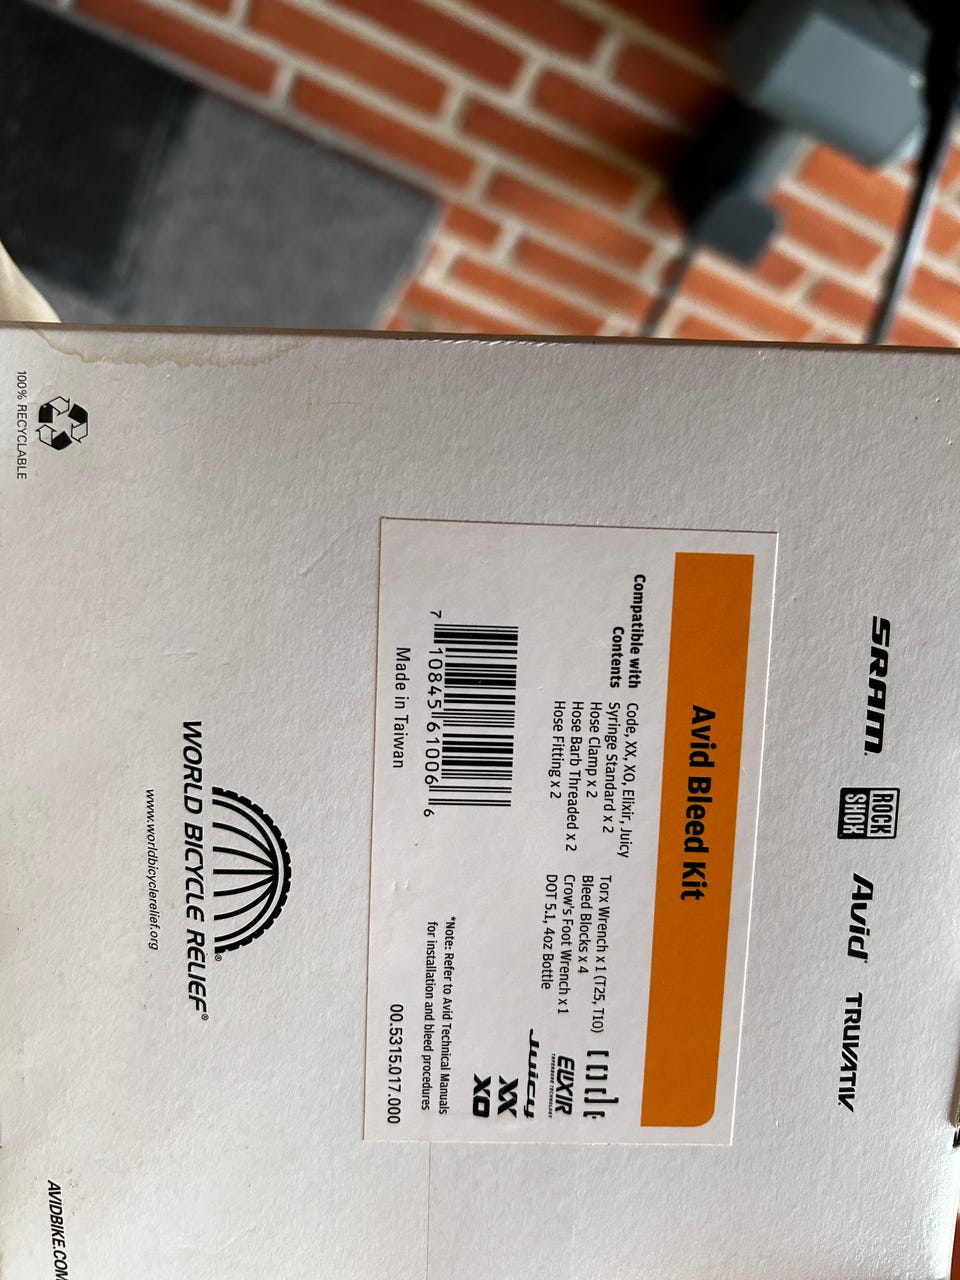 SRAM®
ROCK
SHOX
Avid®
TRUVATIV®
Avid Bleed Kit
Compatible with Code, XX, XO, Elixir, Juicy
Contents Syringe Standard x 2
Hose Clamp x 2
Hose Barb Threaded x 2
Hose Fitting x 2
Torx Wrench x 1 (T25, T10)
Bleed Blocks x 4
Crow's Foot Wrench x 1
DOT 5.1, 4oz Bottle
Code
ELIXIR
TAPERBORE TECHNOLOGY
Juicy
XX
XO
7 10845 61006 6
Made in Taiwan
*Note: Refer to Avid Technical Manuals
for installation and bleed procedures
00.5315.017.000
WORLD BICYCLE RELIEF®
www.worldbicyclerelief.org
100% RECYCLABLE
AVIDBIKE.COM